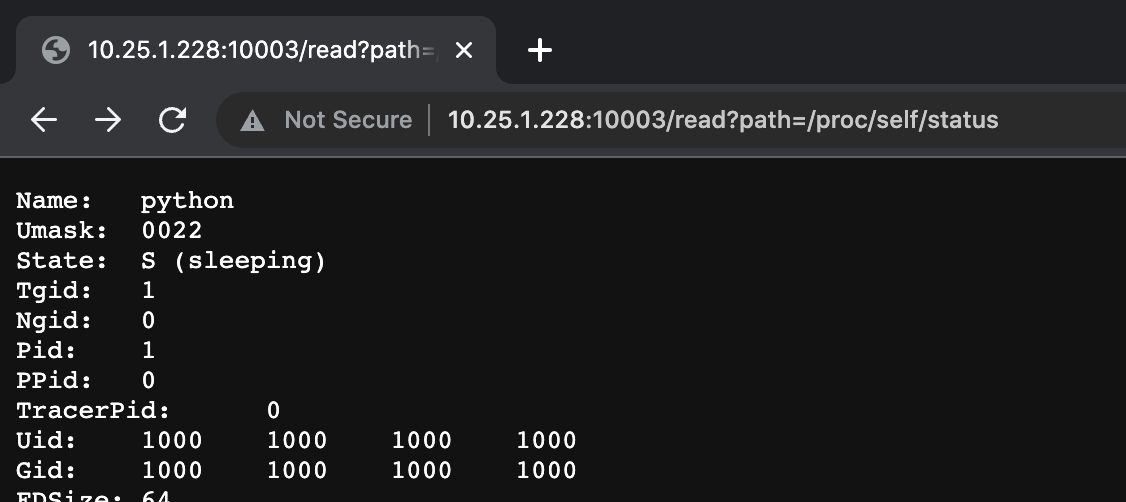 10.25.1.228:10003/read?path=
Not Secure 10.25.1.228:10003/read?path=/proc/self/status
Name: python
Umask: 0022
State: S (sleeping)
Tgid: 1
Ngid: 0
Pid: 1
PPid: 0
TracerPid: 0
Uid: 1000 1000 1000 1000
Gid: 1000 1000 1000 1000
FDSize: 64